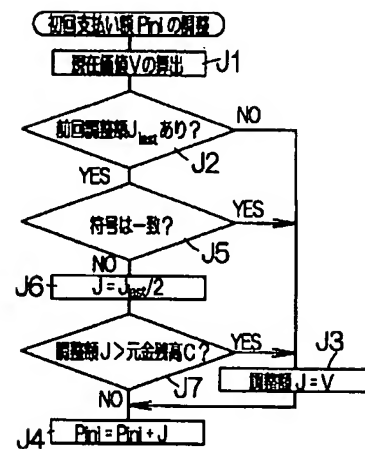 初回支払い額Piniの調整
現在価値Vの算出
J1
前回調整額Jlastあり?
NO
J2
YES
符号は一致?
YES
J5
NO
J6
J=Jlast/2
調整額J>元金残高C?
YES
J3
J7
調整額J=V
NO
J4
Pini=Pini+J